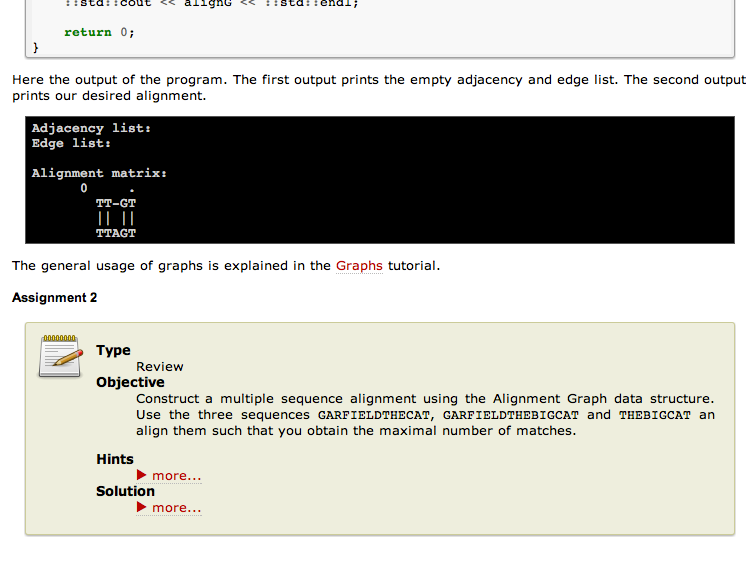 ::std::cout << alignG << ::std::endl;
return 0;
}
Here the output of the program. The first output prints the empty adjacency and edge list. The second output
prints our desired alignment.
Adjacency list:
Edge list:
Alignment matrix:
0     .
TT-GT
|| ||
TTAGT
The general usage of graphs is explained in the Graphs tutorial.
Assignment 2
Type
Review
Objective
Construct a multiple sequence alignment using the Alignment Graph data structure.
Use the three sequences GARFIELDTHECAT, GARFIELDTHEBIGCAT and THEBIGCAT an
align them such that you obtain the maximal number of matches.
Hints
▶ more...
Solution
▶ more...